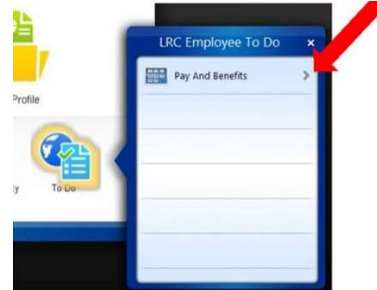 LRC Employee To Do ×
Pay And Benefits >
Profile
To Do